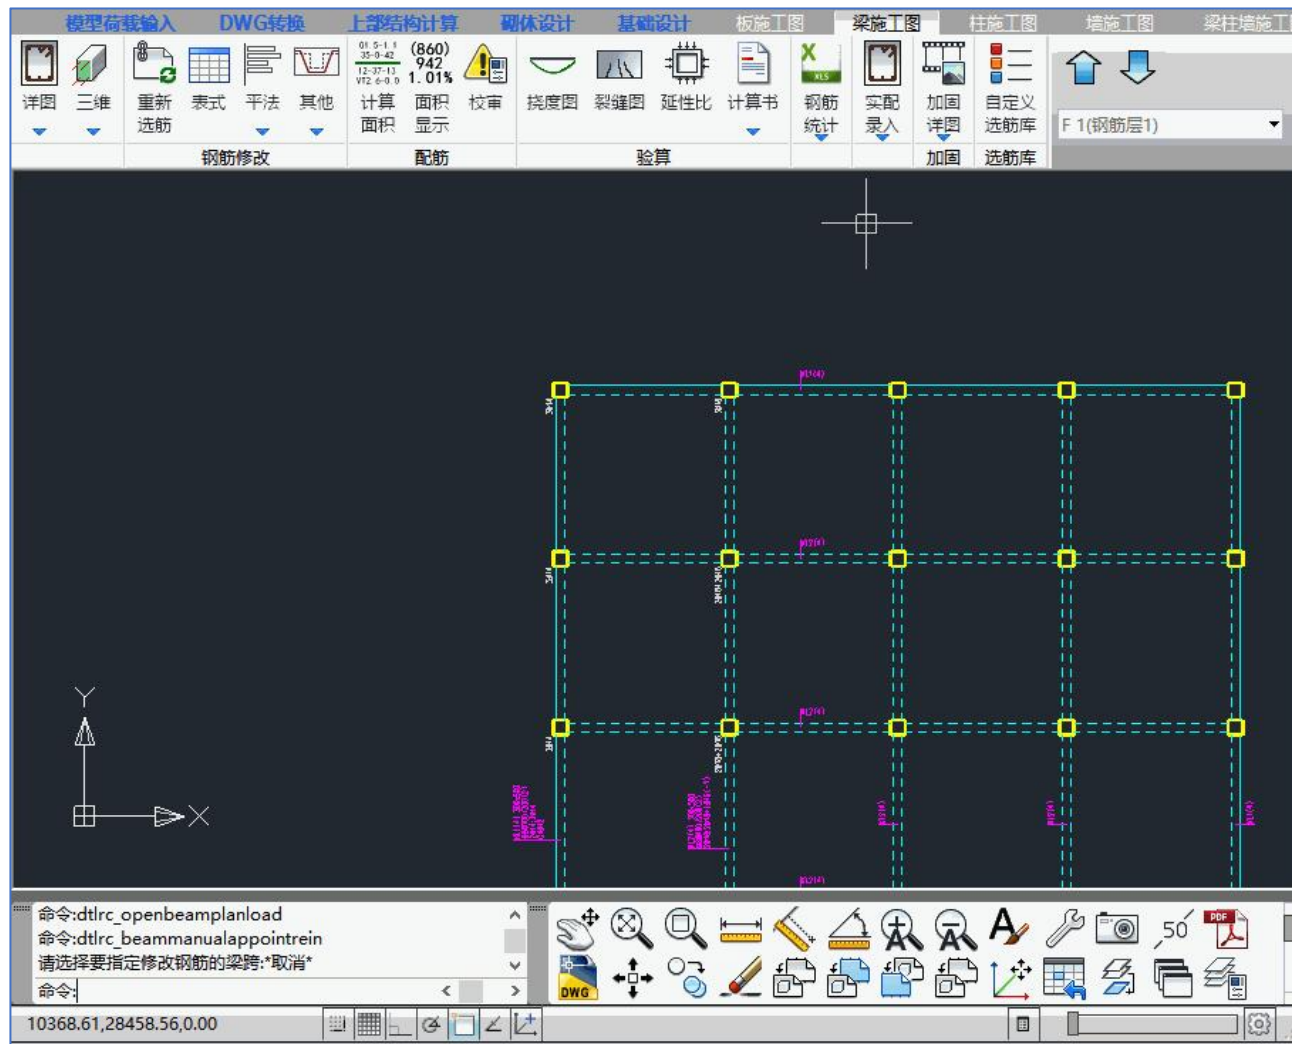 模型荷载输入 DWG转换 上部结构计算 砌体设计 基础设计 板施工图 梁施工图 柱施工图 墙施工图 梁柱墙施工
(860)
942
1.01%
XLS
详图 三维 重新选筋 表式 平法 其他 计算面积 面积显示 校审 挠度图 裂缝图 延性比 计算书 钢筋统计 实配录入 加固详图 自定义选筋库
F 1(钢筋层1)
钢筋修改 配筋 验算 加固 选筋库
Y
X
命令:dtlrc_openbeamplanload
命令:dtlrc_beammanualappointrein
请选择要指定修改钢筋的梁跨:*取消*
命令:
50
PDF
DWG
10368.61,28458.56,0.00